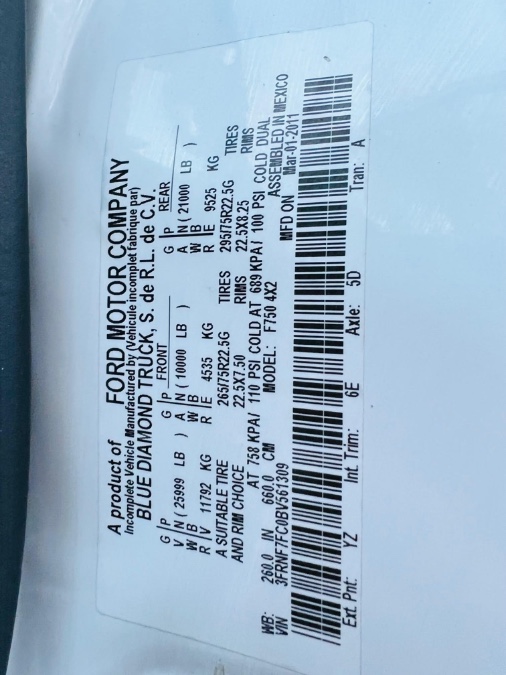 A product of FORD MOTOR COMPANY
Incomplete Vehicle Manufactured by (Vehicule incomplet fabrique par)
BLUE DIAMOND TRUCK, S. de R.L. de C.V.
G P G P FRONT G P REAR
V N ( 25999 LB ) A N ( 10000 LB ) A N ( 21000 LB )
W B W B W B
R V 11792 KG R E 4535 KG R E 9525 KG
A SUITABLE TIRE 265/75R22.5G TIRES 295/75R22.5G TIRES
AND RIM CHOICE 22.5X7.50 RIMS 22.5X8.25 RIMS
AT 758 KPA/ 110 PSI COLD AT 689 KPA/ 100 PSI COLD DUAL
WB: 260.0 IN 660.0 CM MODEL: F750 4X2 ASSEMBLED IN MEXICO
VIN 3FRNF7FC0BV561309 MFD ON Mar-01-2011
Ext. Pnt: YZ Int. Trim: 6E Axle: 5D Tran: A